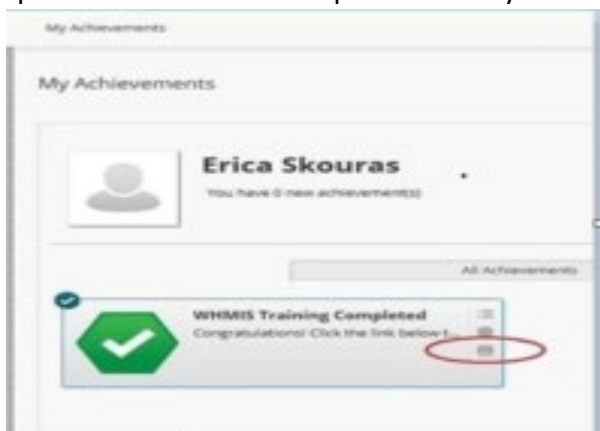 My Achievements
My Achievements
Erica Skouras
You have 0 new achievement(s)
All Achievements
WHMIS Training Completed
Congratulations! Click the link below t...